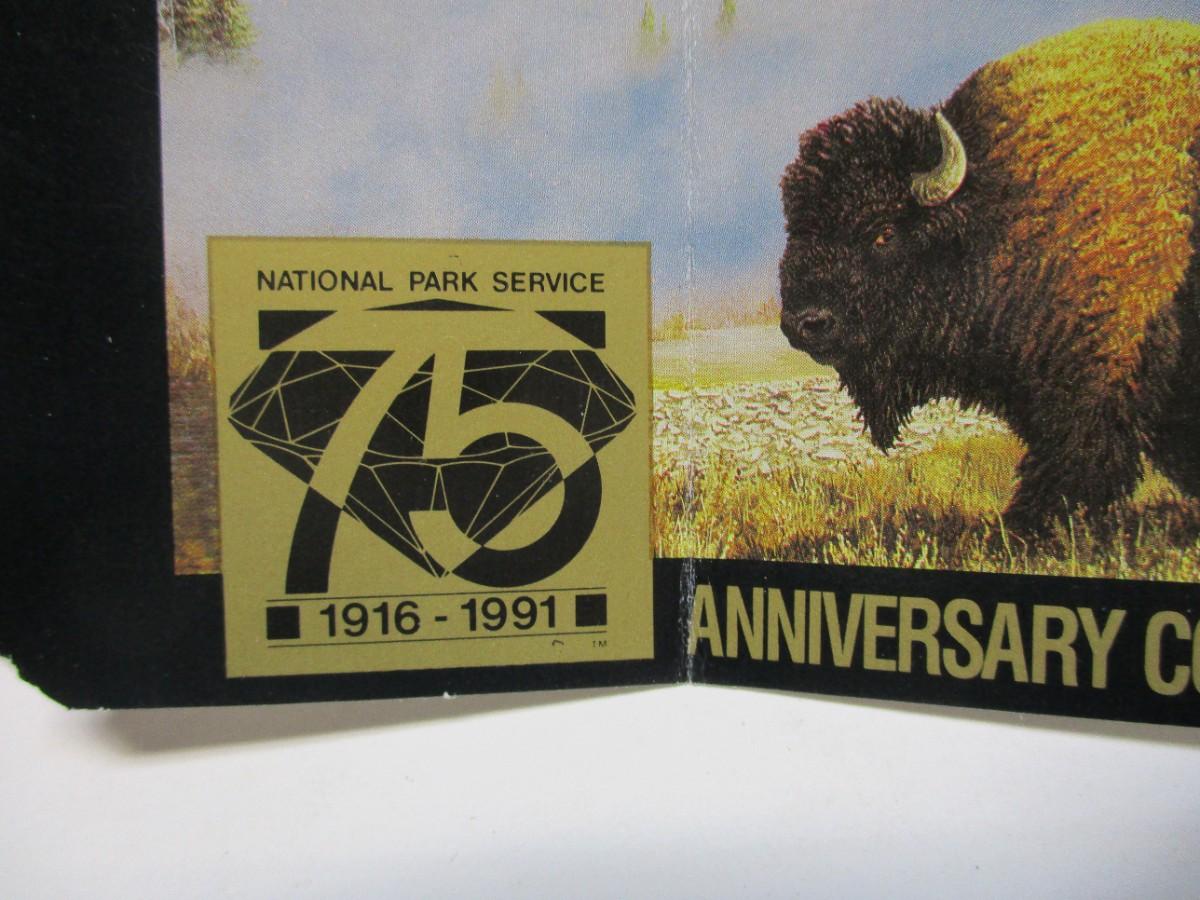 NATIONAL PARK SERVICE
75
1916 - 1991
TM
ANNIVERSARY